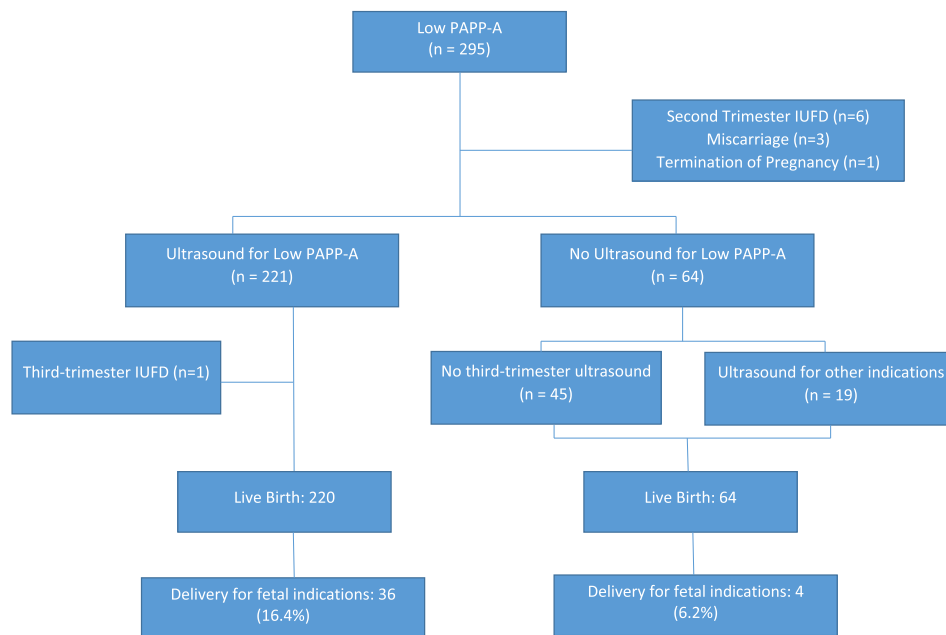 Low PAPP-A
(n = 295)
Second Trimester IUFD (n=6)
Miscarriage (n=3)
Termination of Pregnancy (n=1)
Ultrasound for Low PAPP-A
(n = 221)
No Ultrasound for Low PAPP-A
(n = 64)
Third-trimester IUFD (n=1)
No third-trimester ultrasound
(n = 45)
Ultrasound for other indications
(n = 19)
Live Birth: 220
Live Birth: 64
Delivery for fetal indications: 36
(16.4%)
Delivery for fetal indications: 4
(6.2%)